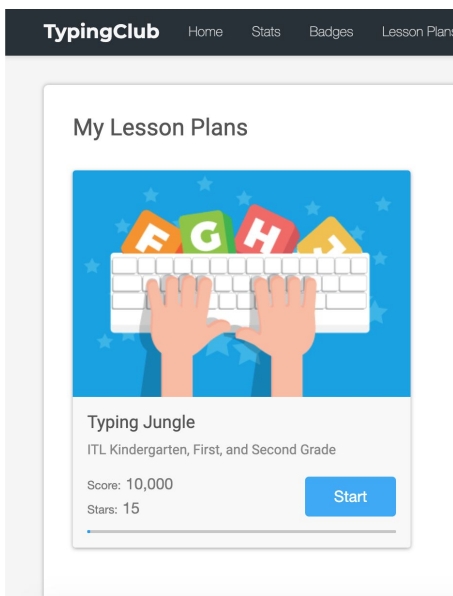 TypingClub Home Stats Badges Lesson Plans
My Lesson Plans
F G H J
Typing Jungle
ITL Kindergarten, First, and Second Grade
Score: 10,000
Stars: 15
Start